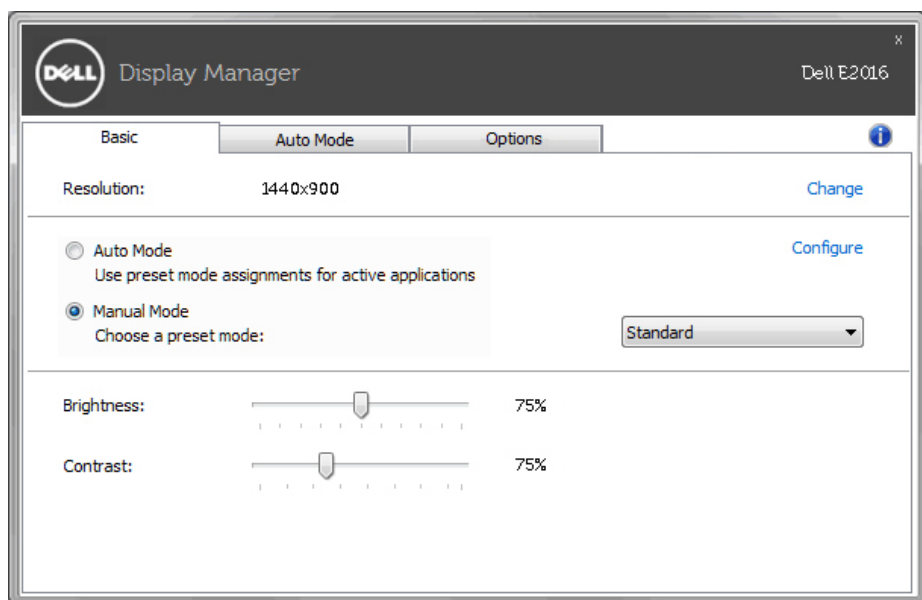 x
DELL Display Manager
Dell E2016
Basic Auto Mode Options i
Resolution: 1440x900 Change
Auto Mode Configure
Use preset mode assignments for active applications
Manual Mode
Choose a preset mode: Standard
Brightness: 75%
Contrast: 75%